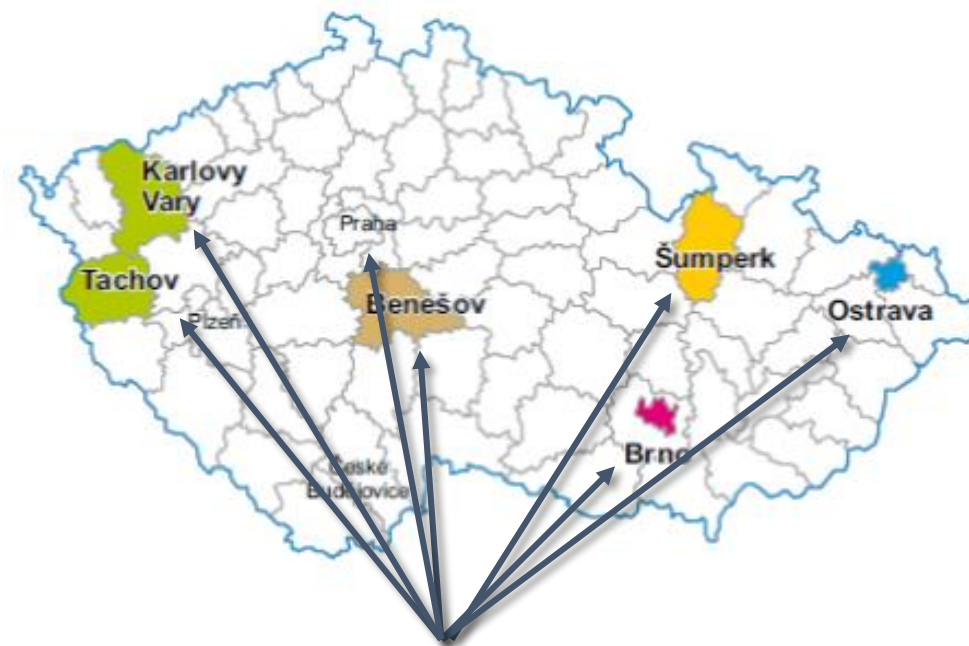 Karlovy
Vary
Praha
Šumperk
Tachov
Benešov
Ostrava
Plzeň
Brno
České
Budějovice